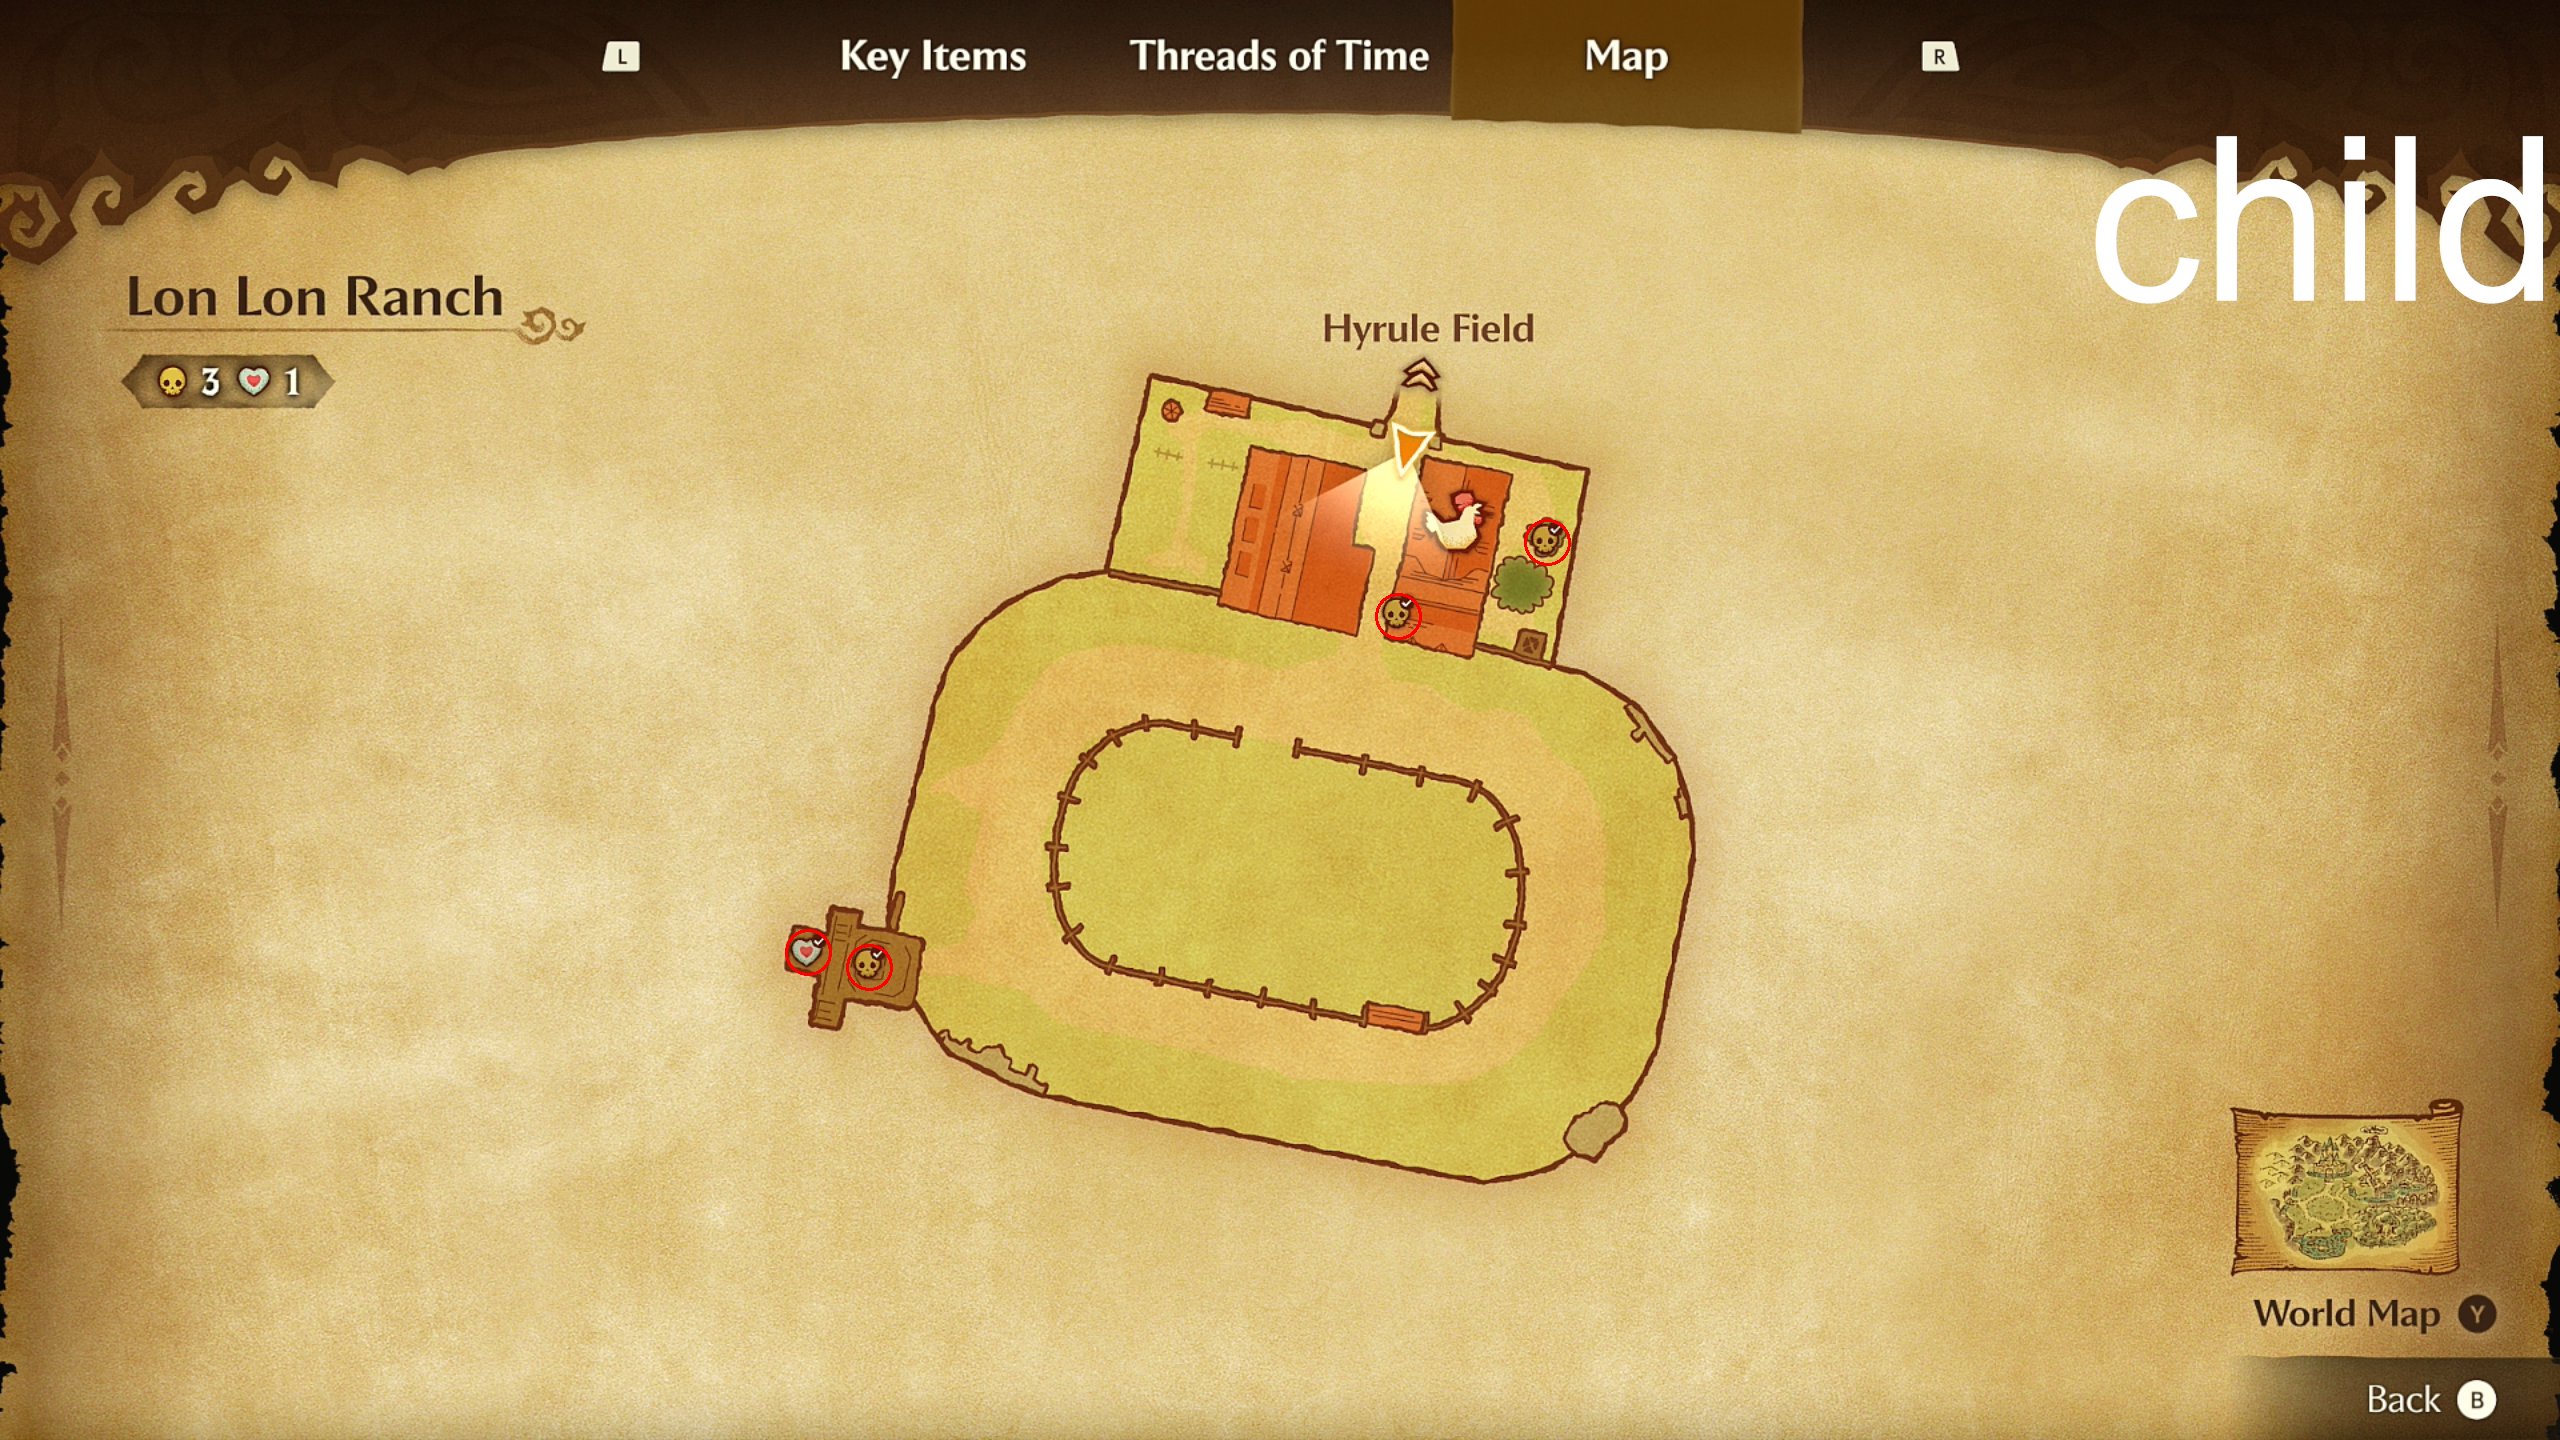 L Key Items Threads of Time Map R
child
Lon Lon Ranch
3 1
Hyrule Field
World Map Y
Back B